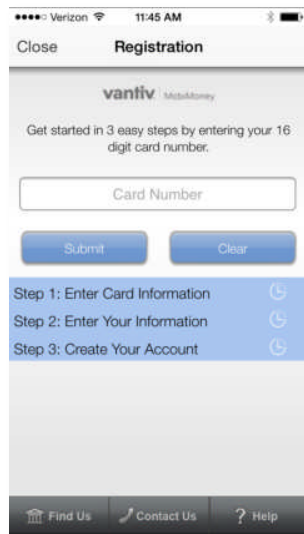 Verizon 11:45 AM
Close Registration
vantiv MobiMoney
Get started in 3 easy steps by entering your 16
digit card number.
Card Number
Submit Clear
Step 1: Enter Card Information
Step 2: Enter Your Information
Step 3: Create Your Account
Find Us Contact Us ? Help